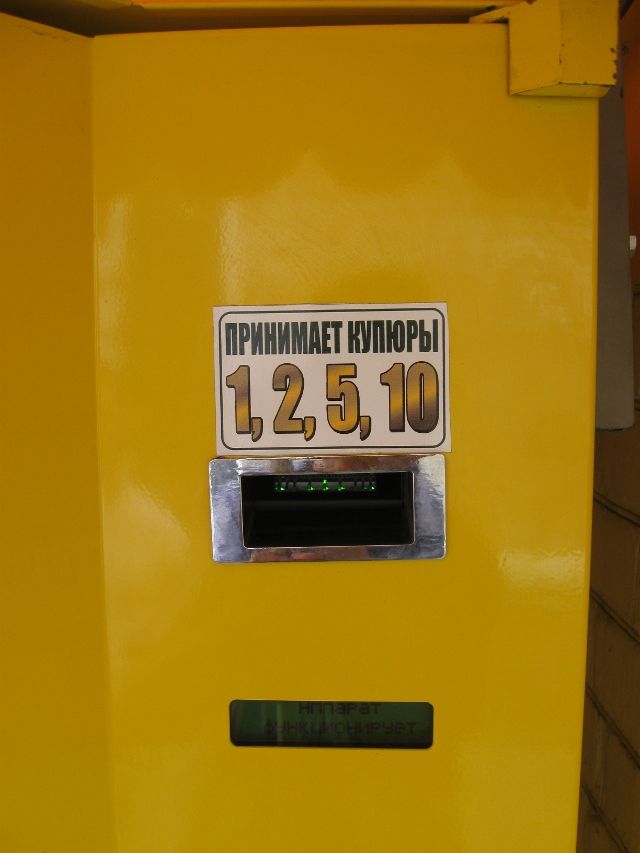 ПРИНИМАЕТ КУПЮРЫ
1, 2, 5, 10
Аппарат
функционирует